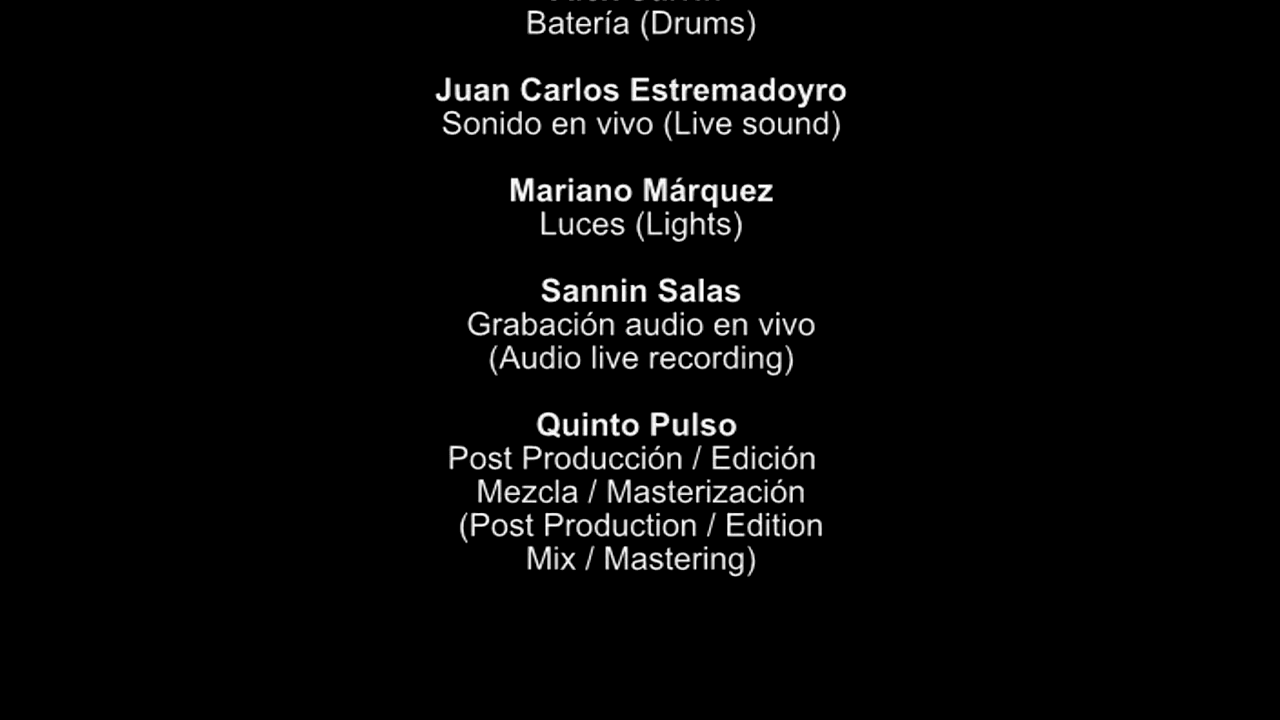 Batería (Drums)
Juan Carlos Estremadoyro
Sonido en vivo (Live sound)
Mariano Márquez
Luces (Lights)
Sannin Salas
Grabación audio en vivo
(Audio live recording)
Quinto Pulso
Post Producción / Edición
Mezcla / Masterización
(Post Production / Edition
Mix / Mastering)